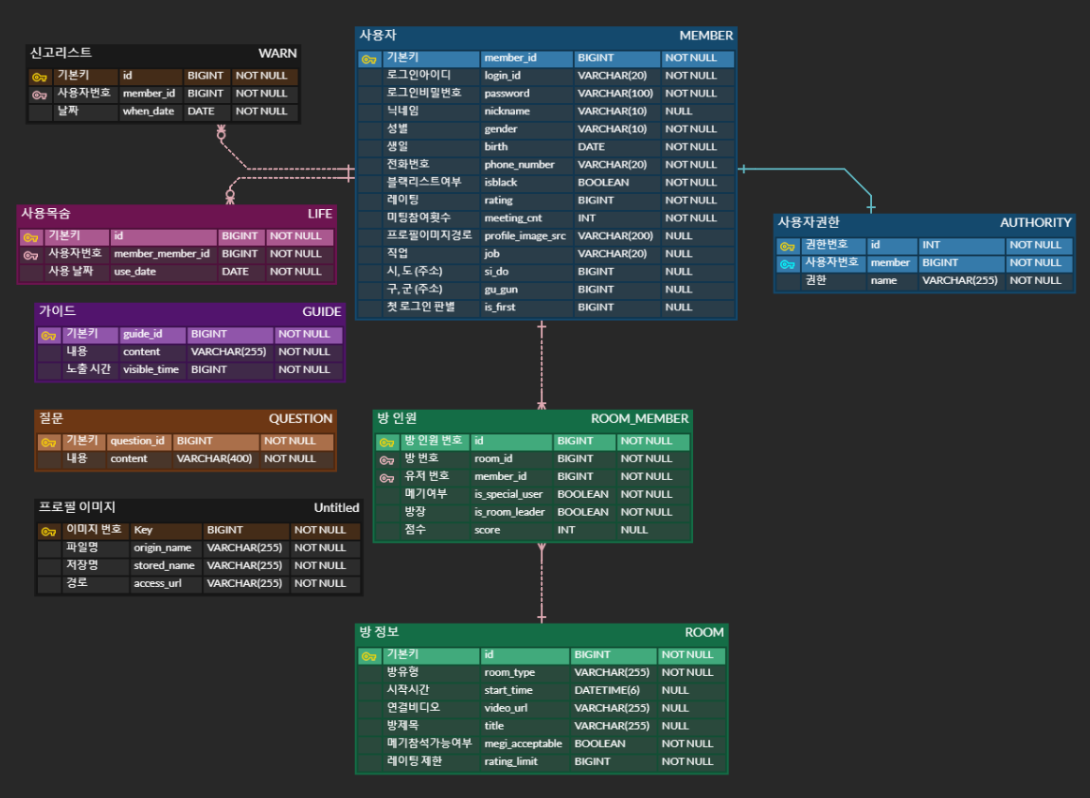 신고리스트 WARN
기본키 id BIGINT NOT NULL
사용자번호 member_id BIGINT NOT NULL
날짜 when_date DATE NOT NULL
사용자 MEMBER
기본키 member_id BIGINT NOT NULL
로그인아이디 login_id VARCHAR(20) NOT NULL
로그인비밀번호 password VARCHAR(100) NOT NULL
닉네임 nickname VARCHAR(10) NULL
성별 gender VARCHAR(10) NOT NULL
생일 birth DATE NOT NULL
전화번호 phone_number VARCHAR(20) NULL
블랙리스트여부 isblack BOOLEAN NOT NULL
레이팅 rating BIGINT NOT NULL
미팅참여횟수 meeting_cnt INT NOT NULL
프로필이미지경로 profile_image_src VARCHAR(200) NULL
직업 job VARCHAR(20) NULL
시, 도 (주소) si_do BIGINT NULL
구, 군 (주소) gu_gun BIGINT NULL
첫 로그인 판별 is_first BIGINT NULL
사용목숨 LIFE
기본키 id BIGINT NOT NULL
사용자번호 member_member_id BIGINT NOT NULL
사용 날짜 use_date DATE NOT NULL
사용자권한 AUTHORITY
권한번호 id INT NOT NULL
사용자번호 member BIGINT NOT NULL
권한 name VARCHAR(255) NOT NULL
가이드 GUIDE
기본키 guide_id BIGINT NOT NULL
내용 content VARCHAR(255) NOT NULL
노출 시간 visible_time BIGINT NOT NULL
질문 QUESTION
기본키 question_id BIGINT NOT NULL
내용 content VARCHAR(400) NOT NULL
방 인원 ROOM_MEMBER
방 인원 번호 id BIGINT NOT NULL
방 번호 room_id BIGINT NOT NULL
유저 번호 member_id BIGINT NOT NULL
메기여부 is_special_user BOOLEAN NOT NULL
방장 is_room_leader BOOLEAN NOT NULL
점수 score INT NULL
프로필 이미지 Untitled
이미지 번호 Key BIGINT NOT NULL
파일명 origin_name VARCHAR(255) NOT NULL
저장명 stored_name VARCHAR(255) NOT NULL
경로 access_url VARCHAR(255) NOT NULL
방 정보 ROOM
기본키 id BIGINT NOT NULL
방유형 room_type VARCHAR(255) NOT NULL
시작시간 start_time DATETIME(6) NULL
연결비디오 video_url VARCHAR(255) NULL
방제목 title VARCHAR(255) NULL
메기참석가능여부 megi_acceptable BOOLEAN NOT NULL
레이팅 제한 rating_limit BIGINT NOT NULL